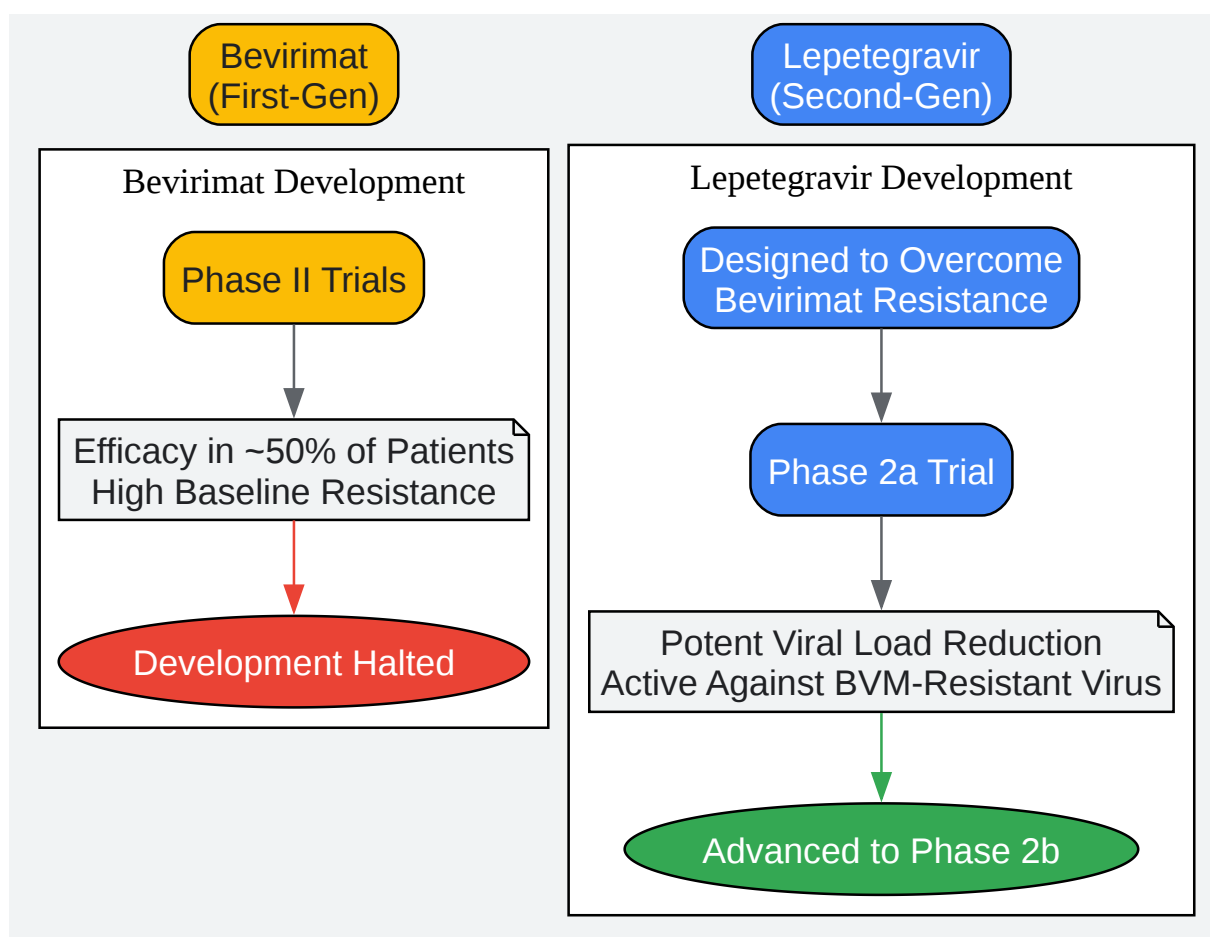 Bevirimat
(First-Gen)
Bevirimat Development
Phase II Trials
Efficacy in ~50% of Patients
High Baseline Resistance
Development Halted
Lepetegravir
(Second-Gen)
Lepetegravir Development
Designed to Overcome
Bevirimat Resistance
Phase 2a Trial
Potent Viral Load Reduction
Active Against BVM-Resistant Virus
Advanced to Phase 2b